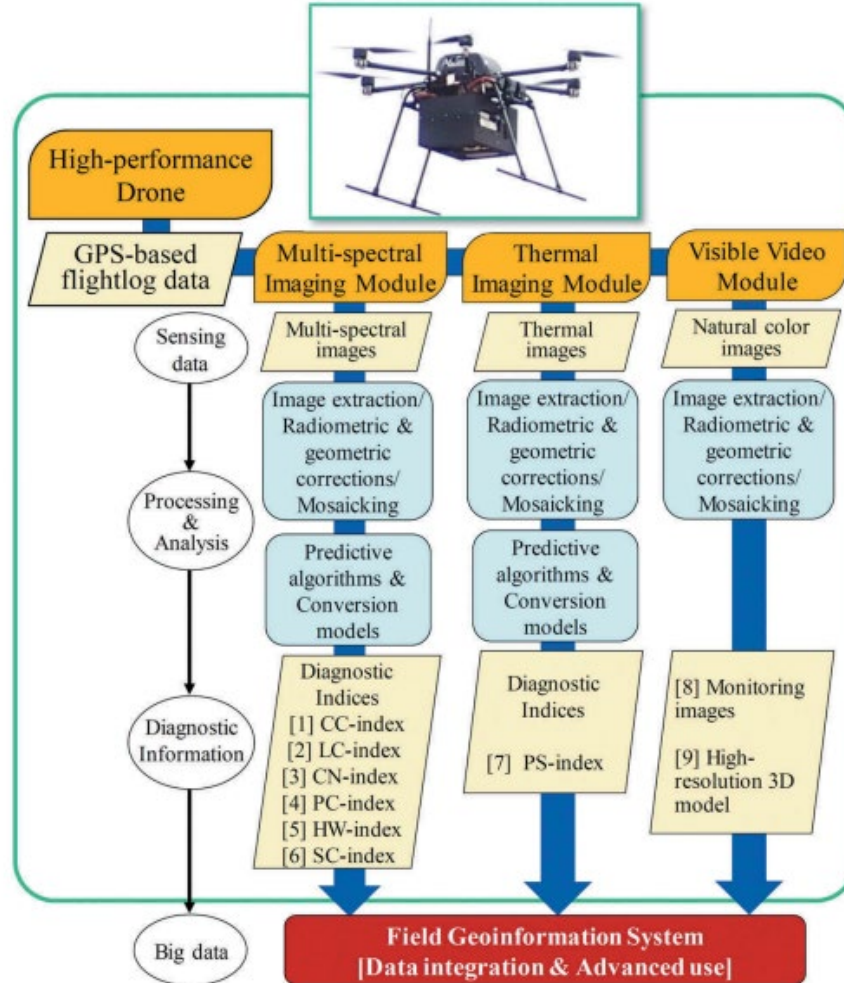 High-performance
Drone
GPS-based
flightlog data
Multi-spectral
Imaging Module
Thermal
Imaging Module
Visible Video
Module
Sensing
data
Multi-spectral
images
Thermal
images
Natural color
images
Image extraction/
Radiometric &
geometric
corrections/
Mosaicking
Image extraction/
Radiometric &
geometric
corrections/
Mosaicking
Image extraction/
Radiometric &
geometric
corrections/
Mosaicking
Processing
&
Analysis
Predictive
algorithms &
Conversion
models
Predictive
algorithms &
Conversion
models
Diagnostic
Information
Diagnostic
Indices
[1] CC-index
[2] LC-index
[3] CN-index
[4] PC-index
[5] HW-index
[6] SC-index
Diagnostic
Indices
[7] PS-index
[8] Monitoring
images
[9] High-
resolution 3D
model
Big data
Field Geoinformation System
[Data integration & Advanced use]